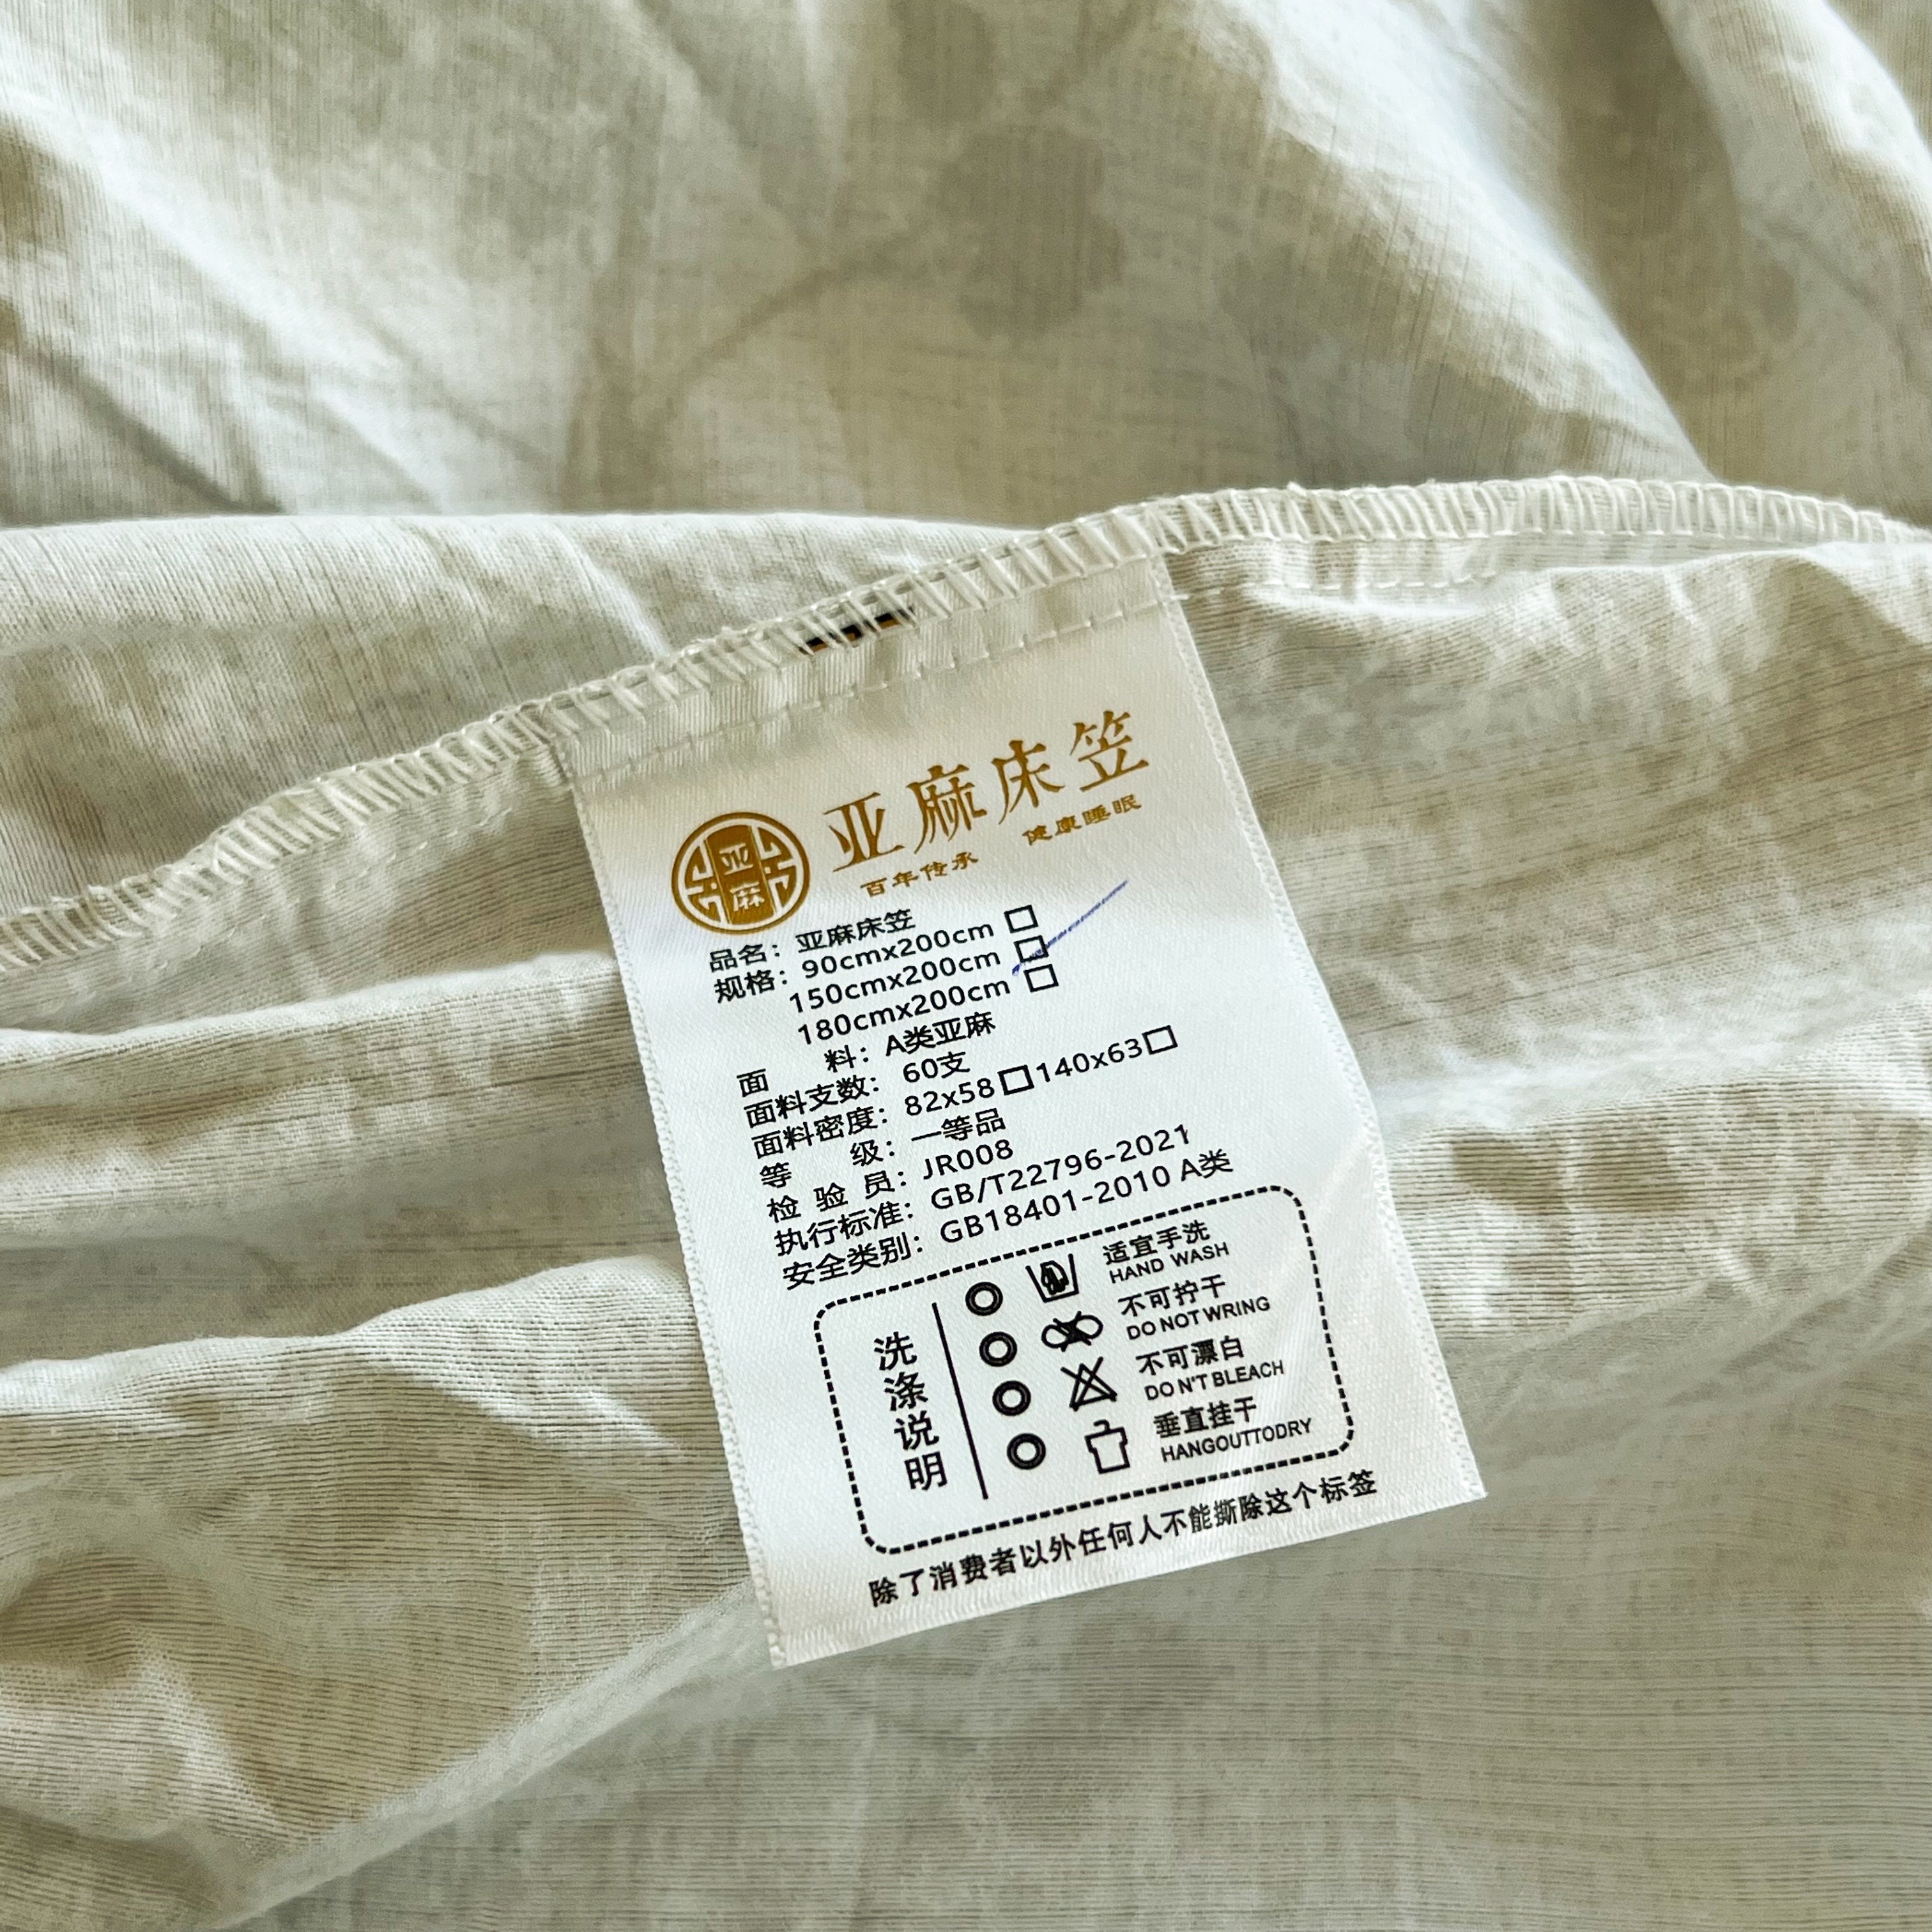 亚麻床笠
百年传承 健康睡眠
亚
麻
品名：亚麻床笠
规格：90cmx200cm □
150cmx200cm □
180cmx200cm □
面 料：A类亚麻
面料支数：60支
面料密度：82x58□140x63□
等 级：一等品
检 验 员：JR008
执行标准：GB/T22796-2021
安全类别：GB18401-2010 A类
洗涤说明
适宜手洗
HAND WASH
不可拧干
DO NOT WRING
不可漂白
DO N'T BLEACH
垂直挂干
HANGOUTTODRY
除了消费者以外任何人不能撕除这个标签